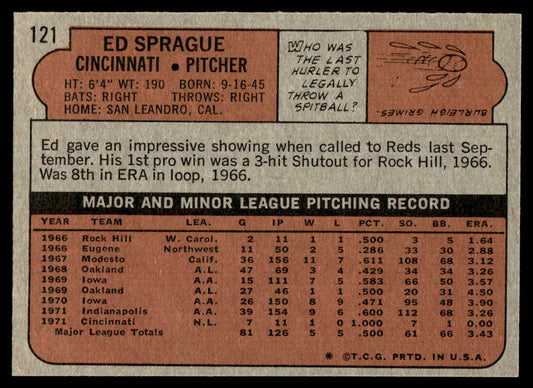 121
ED SPRAGUE
CINCINNATI • PITCHER
HT: 6'4" WT: 190 BORN: 9-16-45
BATS: RIGHT THROWS: RIGHT
HOME: SAN LEANDRO, CAL.
WHO WAS
THE LAST
HURLER TO
LEGALLY
THROW A
SPITBALL?
BURLEIGH GRIMES
Ed gave an impressive showing when called to Reds last Sep-
tember. His 1st pro win was a 3-hit Shutout for Rock Hill, 1966.
Was 8th in ERA in loop, 1966.
MAJOR AND MINOR LEAGUE PITCHING RECORD
YEAR TEAM LEA. G IP W L PCT. SO. BB. ERA.
1966 Rock Hill W. Carol. 2 11 1 1 .500 3 5 1.64
1966 Eugene Northwest 11 50 2 5 .286 33 30 2.88
1967 Modesto Calif. 36 156 11 7 .611 108 68 3.12
1968 Oakland A.L. 47 69 3 4 .429 34 34 3.26
1969 Iowa A.A. 15 111 7 5 .583 66 50 3.57
1969 Oakland A.L. 27 46 1 1 .500 20 31 4.50
1970 Iowa A.A. 26 150 8 9 .471 95 48 3.90
1971 Indianapolis A.A. 39 154 9 6 .600 112 68 3.26
1971 Cincinnati N.L. 7 11 1 0 1.000 7 1 0.00
Major League Totals 81 126 5 5 .500 61 66 3.43
* ©T.C.G. PRTD. IN U.S.A.